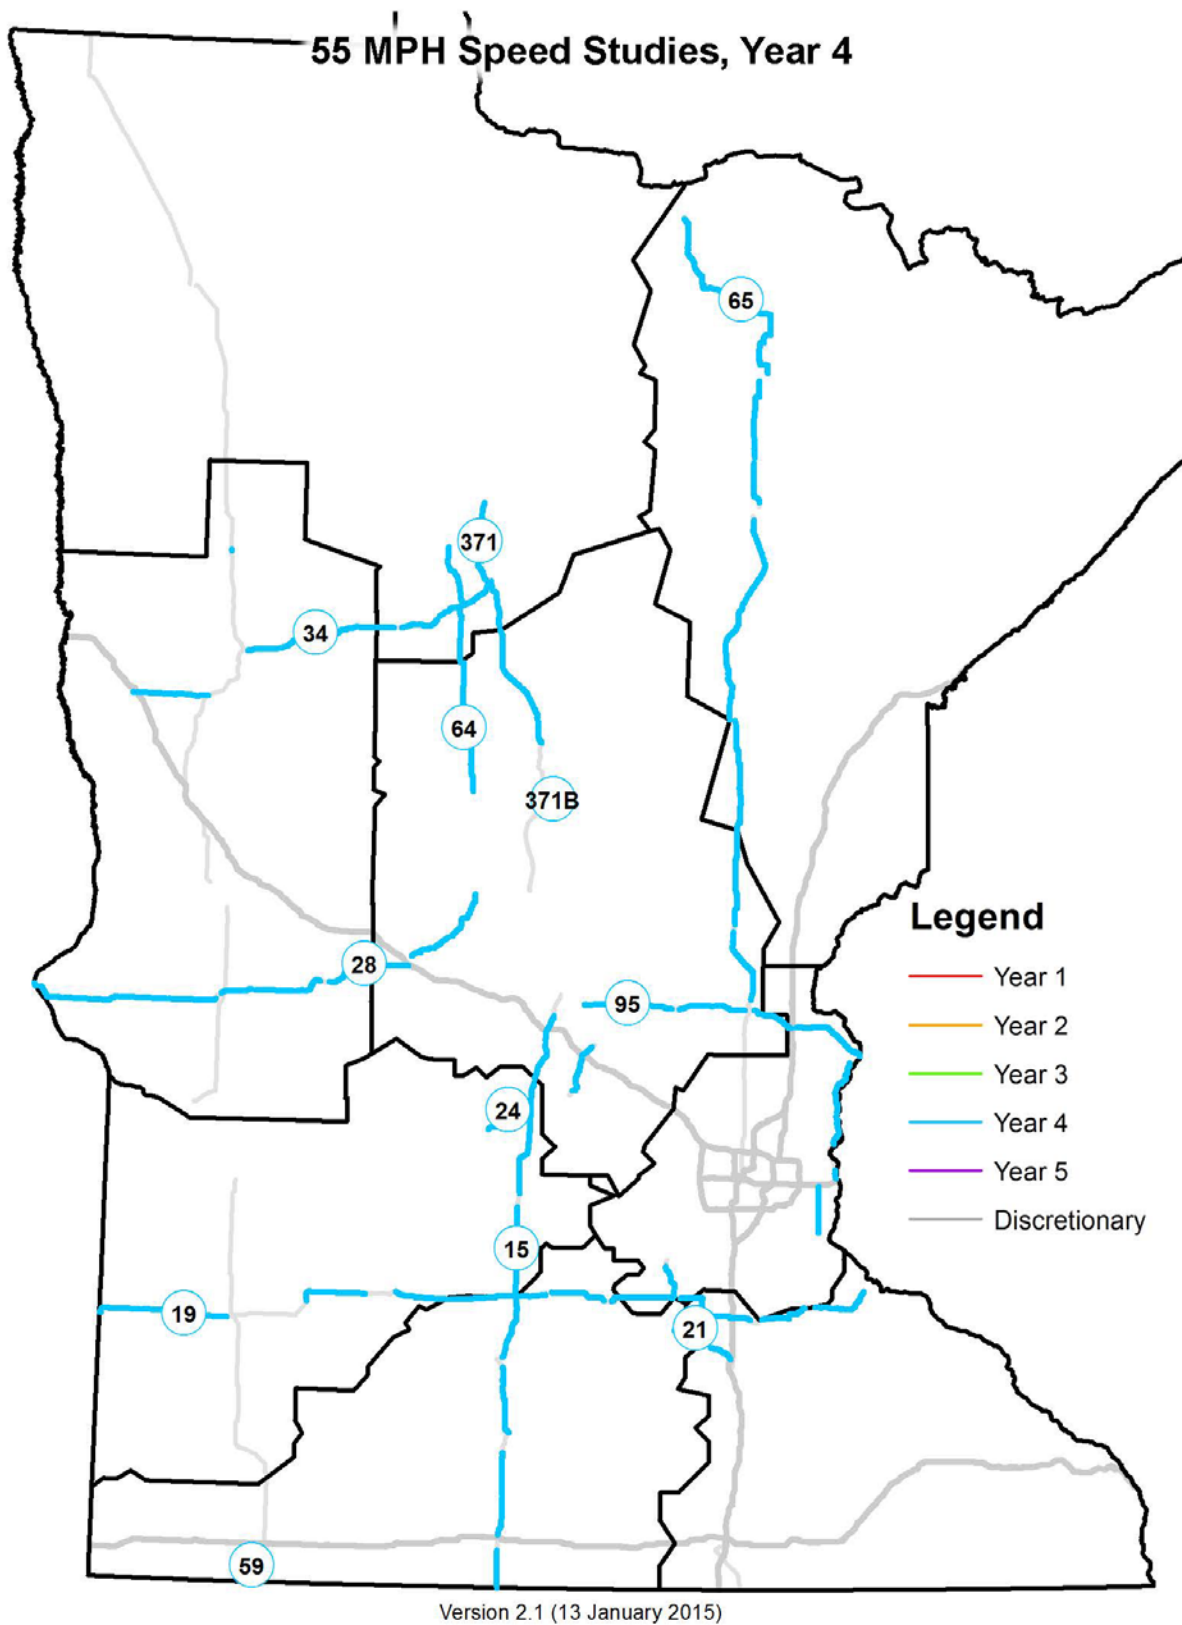 55 MPH Speed Studies, Year 4
65
371
34
64
371B
28
95
24
15
19
21
59
Legend
Year 1
Year 2
Year 3
Year 4
Year 5
Discretionary
Version 2.1 (13 January 2015)